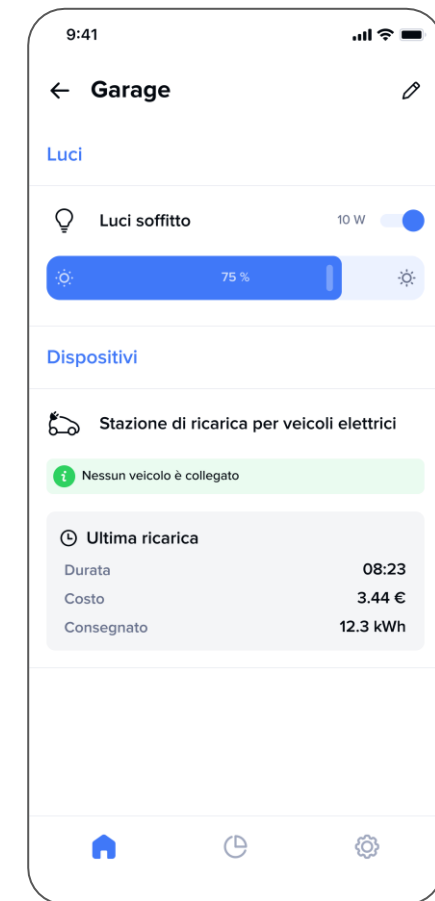 9:41
Garage
Luci
Luci soffitto 10 W
75 %
Dispositivi
Stazione di ricarica per veicoli elettrici
i Nessun veicolo è collegato
Ultima ricarica
Durata 08:23
Costo 3.44 €
Consegnato 12.3 kWh